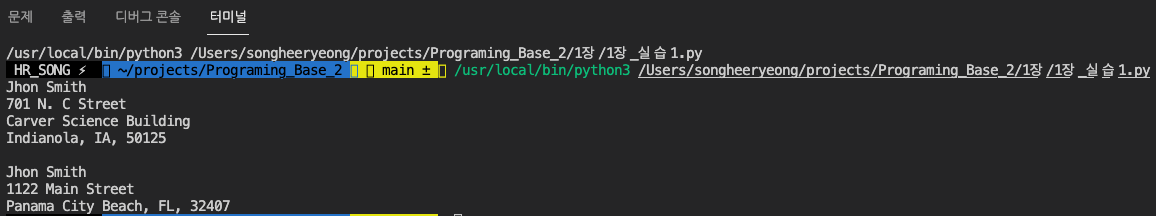 문제 출력 디버그 콘솔 터미널
/usr/local/bin/python3 /Users/songheeryeong/projects/Programing_Base_2/1장/1장_실습1.py
HR_SONG ⚡ ~/projects/Programing_Base_2 main ± /usr/local/bin/python3 /Users/songheeryeong/projects/Programing_Base_2/1장/1장_실습1.py
Jhon Smith
701 N. C Street
Carver Science Building
Indianola, IA, 50125
Jhon Smith
1122 Main Street
Panama City Beach, FL, 32407